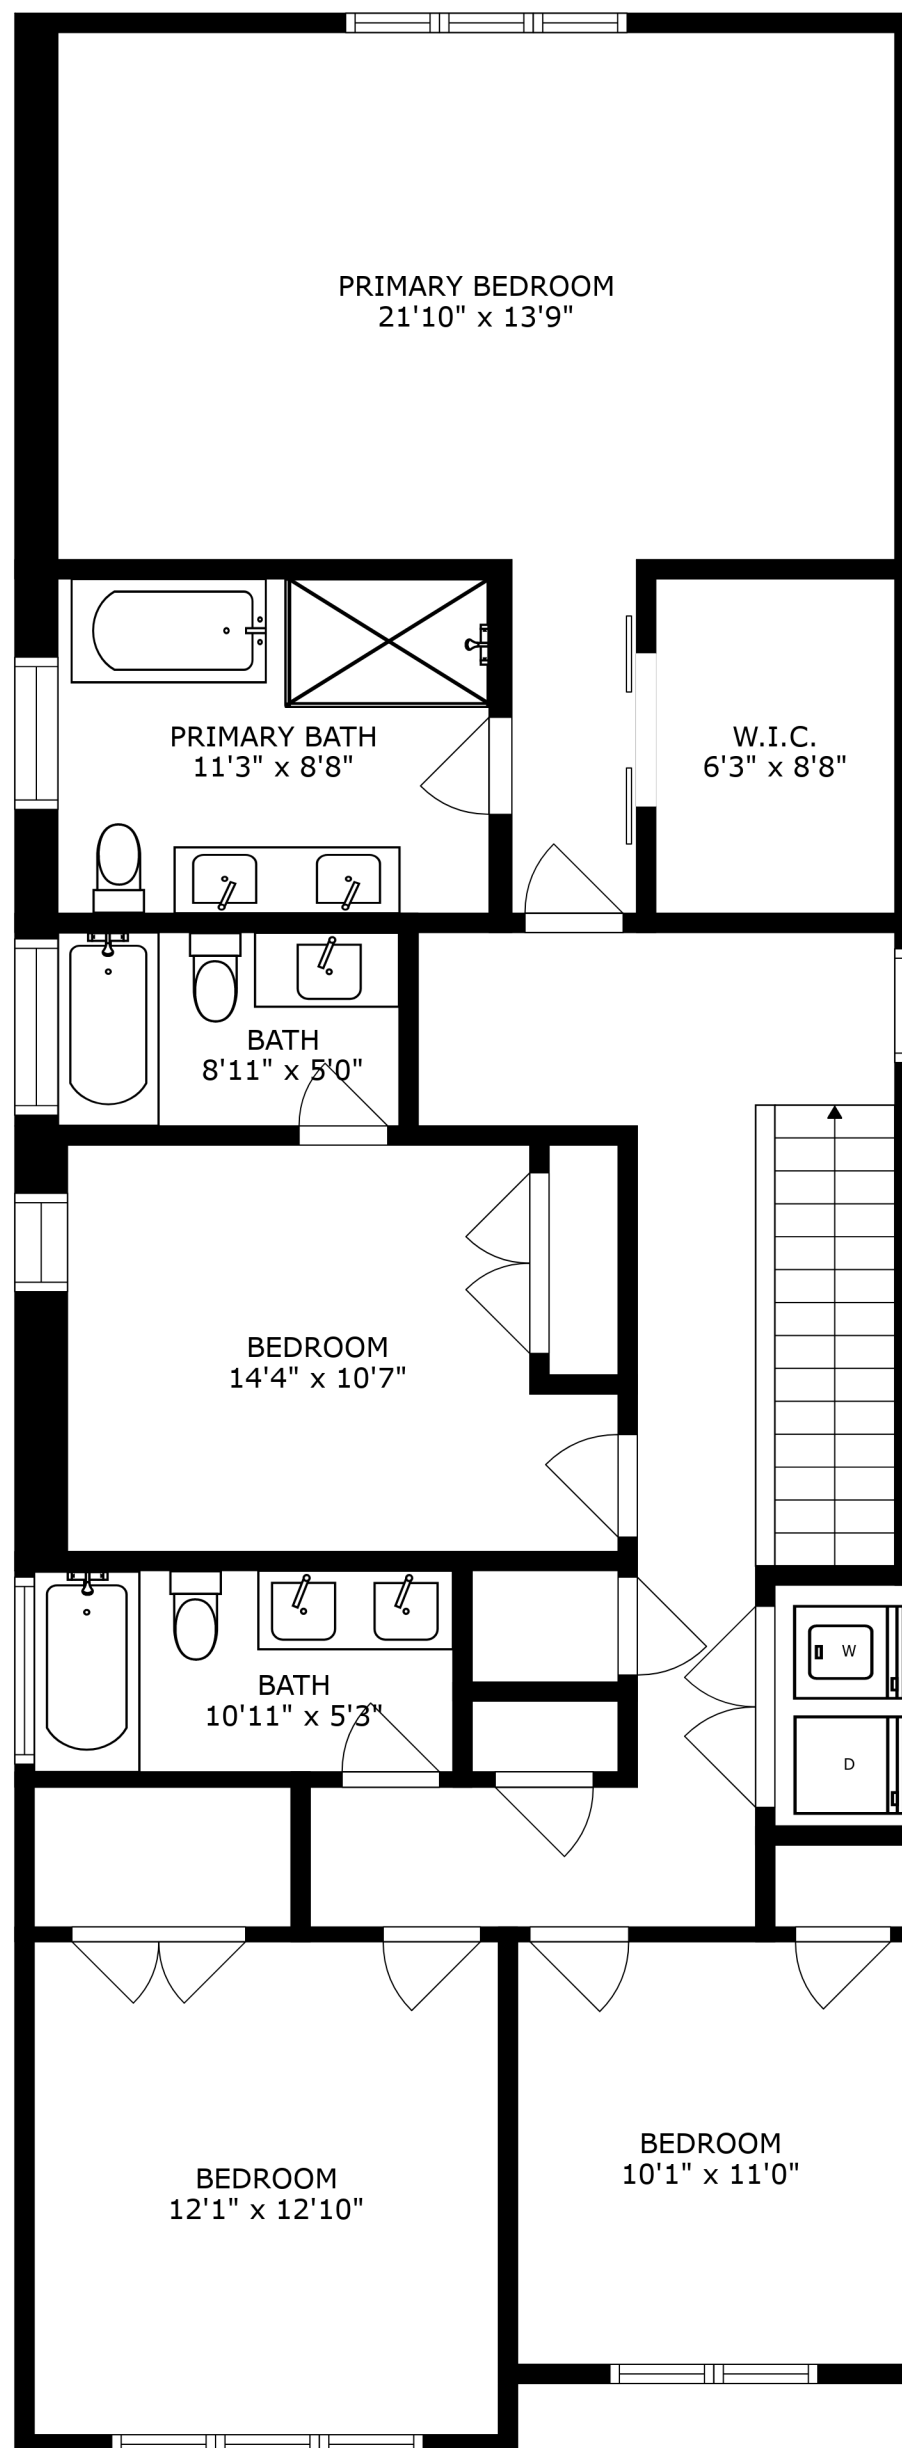 PRIMARY BEDROOM
21'10" x 13'9"
PRIMARY BATH
11'3" x 8'8"
W.I.C.
6'3" x 8'8"
BATH
8'11" x 5'0"
BEDROOM
14'4" x 10'7"
W
BATH
10'11" x 5'3"
D
BEDROOM
10'1" x 11'0"
BEDROOM
12'1" x 12'10"